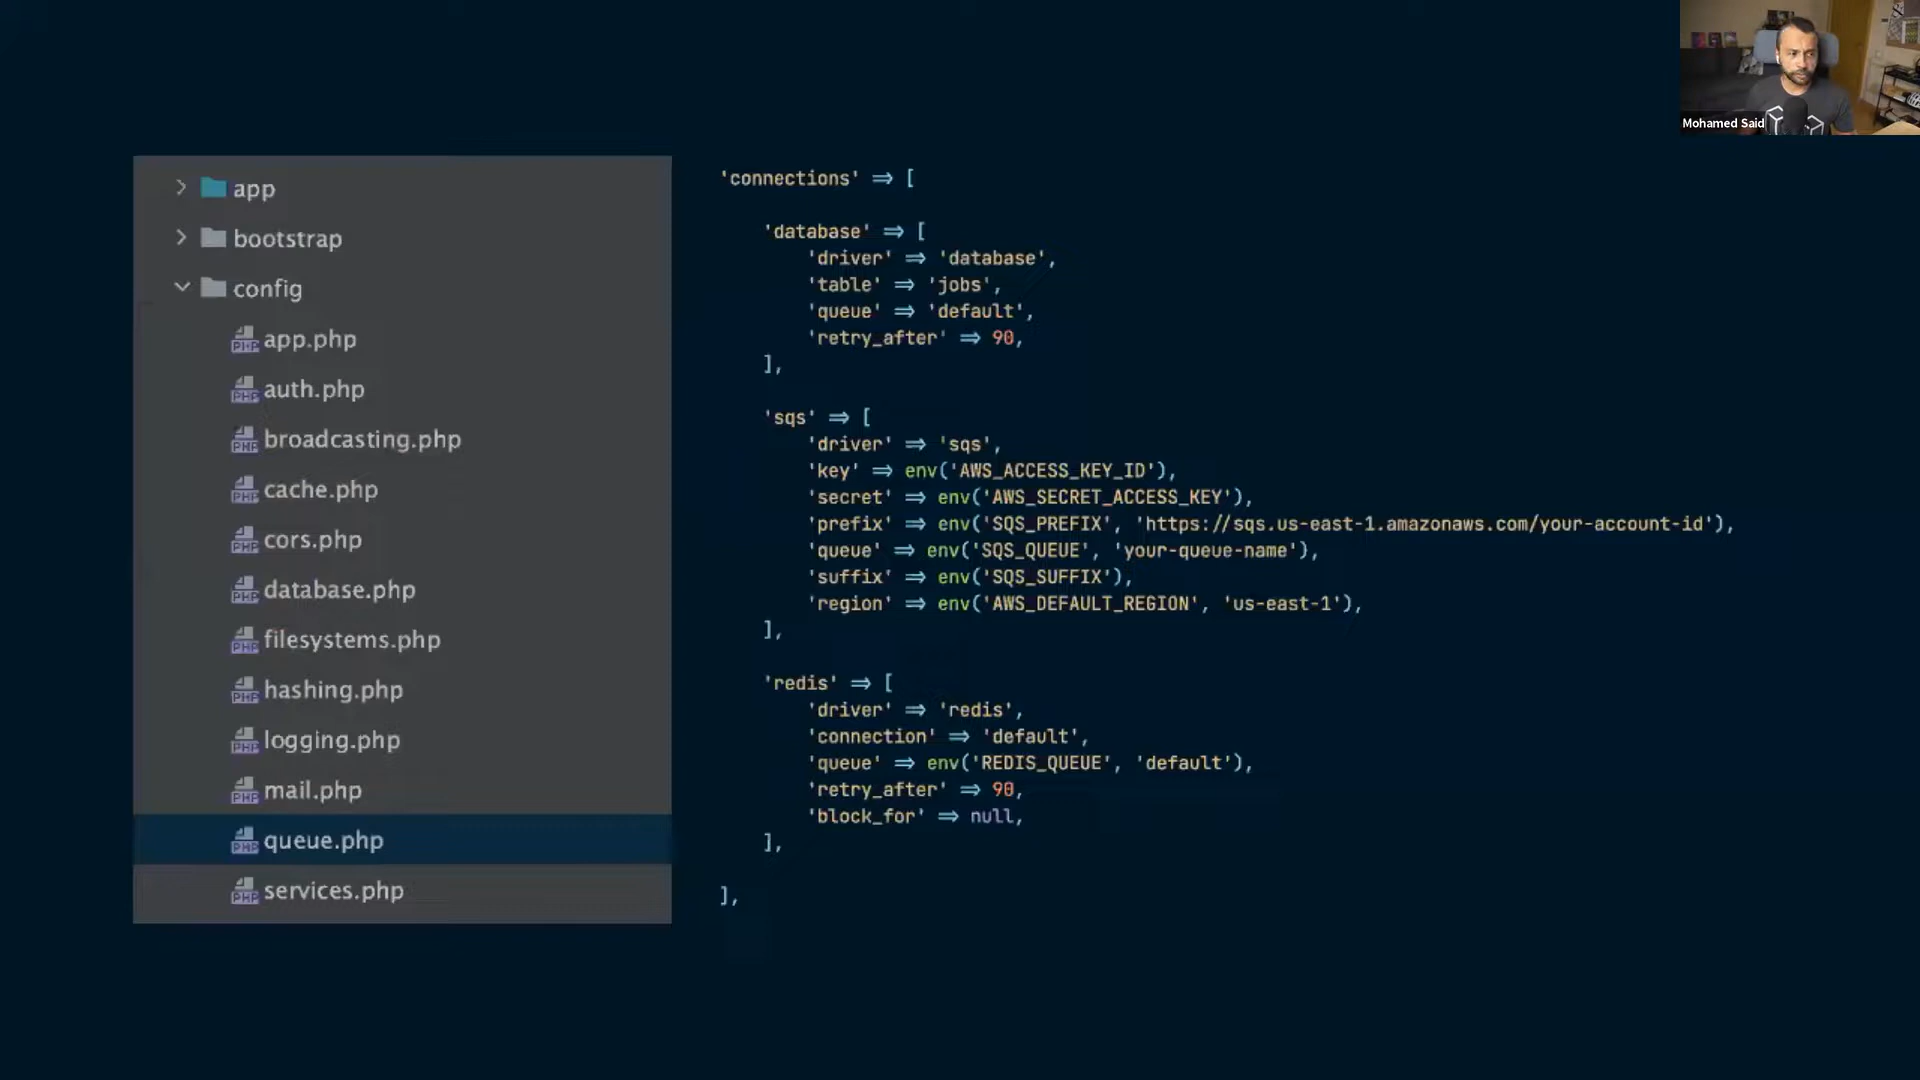 Mohamed Said
app
bootstrap
config
app.php
auth.php
broadcasting.php
cache.php
cors.php
database.php
filesystems.php
hashing.php
logging.php
mail.php
queue.php
services.php
'connections' => [
'database' => [
'driver' => 'database',
'table' => 'jobs',
'queue' => 'default',
'retry_after' => 90,
],
'sqs' => [
'driver' => 'sqs',
'key' => env('AWS_ACCESS_KEY_ID'),
'secret' => env('AWS_SECRET_ACCESS_KEY'),
'prefix' => env('SQS_PREFIX', 'https://sqs.us-east-1.amazonaws.com/your-account-id'),
'queue' => env('SQS_QUEUE', 'your-queue-name'),
'suffix' => env('SQS_SUFFIX'),
'region' => env('AWS_DEFAULT_REGION', 'us-east-1'),
],
'redis' => [
'driver' => 'redis',
'connection' => 'default',
'queue' => env('REDIS_QUEUE', 'default'),
'retry_after' => 90,
'block_for' => null,
],
],